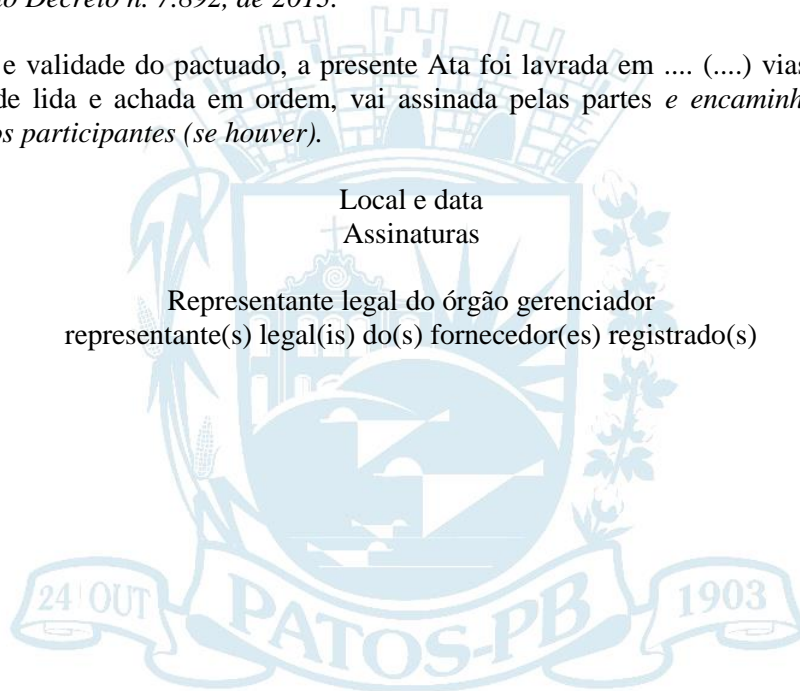 o Decreto n. 7.892, de 2013.
e validade do pactuado, a presente Ata foi lavrada em .... (....) vias
de lida e achada em ordem, vai assinada pelas partes e encaminh
os participantes (se houver).
Local e data
Assinaturas
Representante legal do órgão gerenciador
representante(s) legal(is) do(s) fornecedor(es) registrado(s)
24 OUT
PATOS-PB
1903